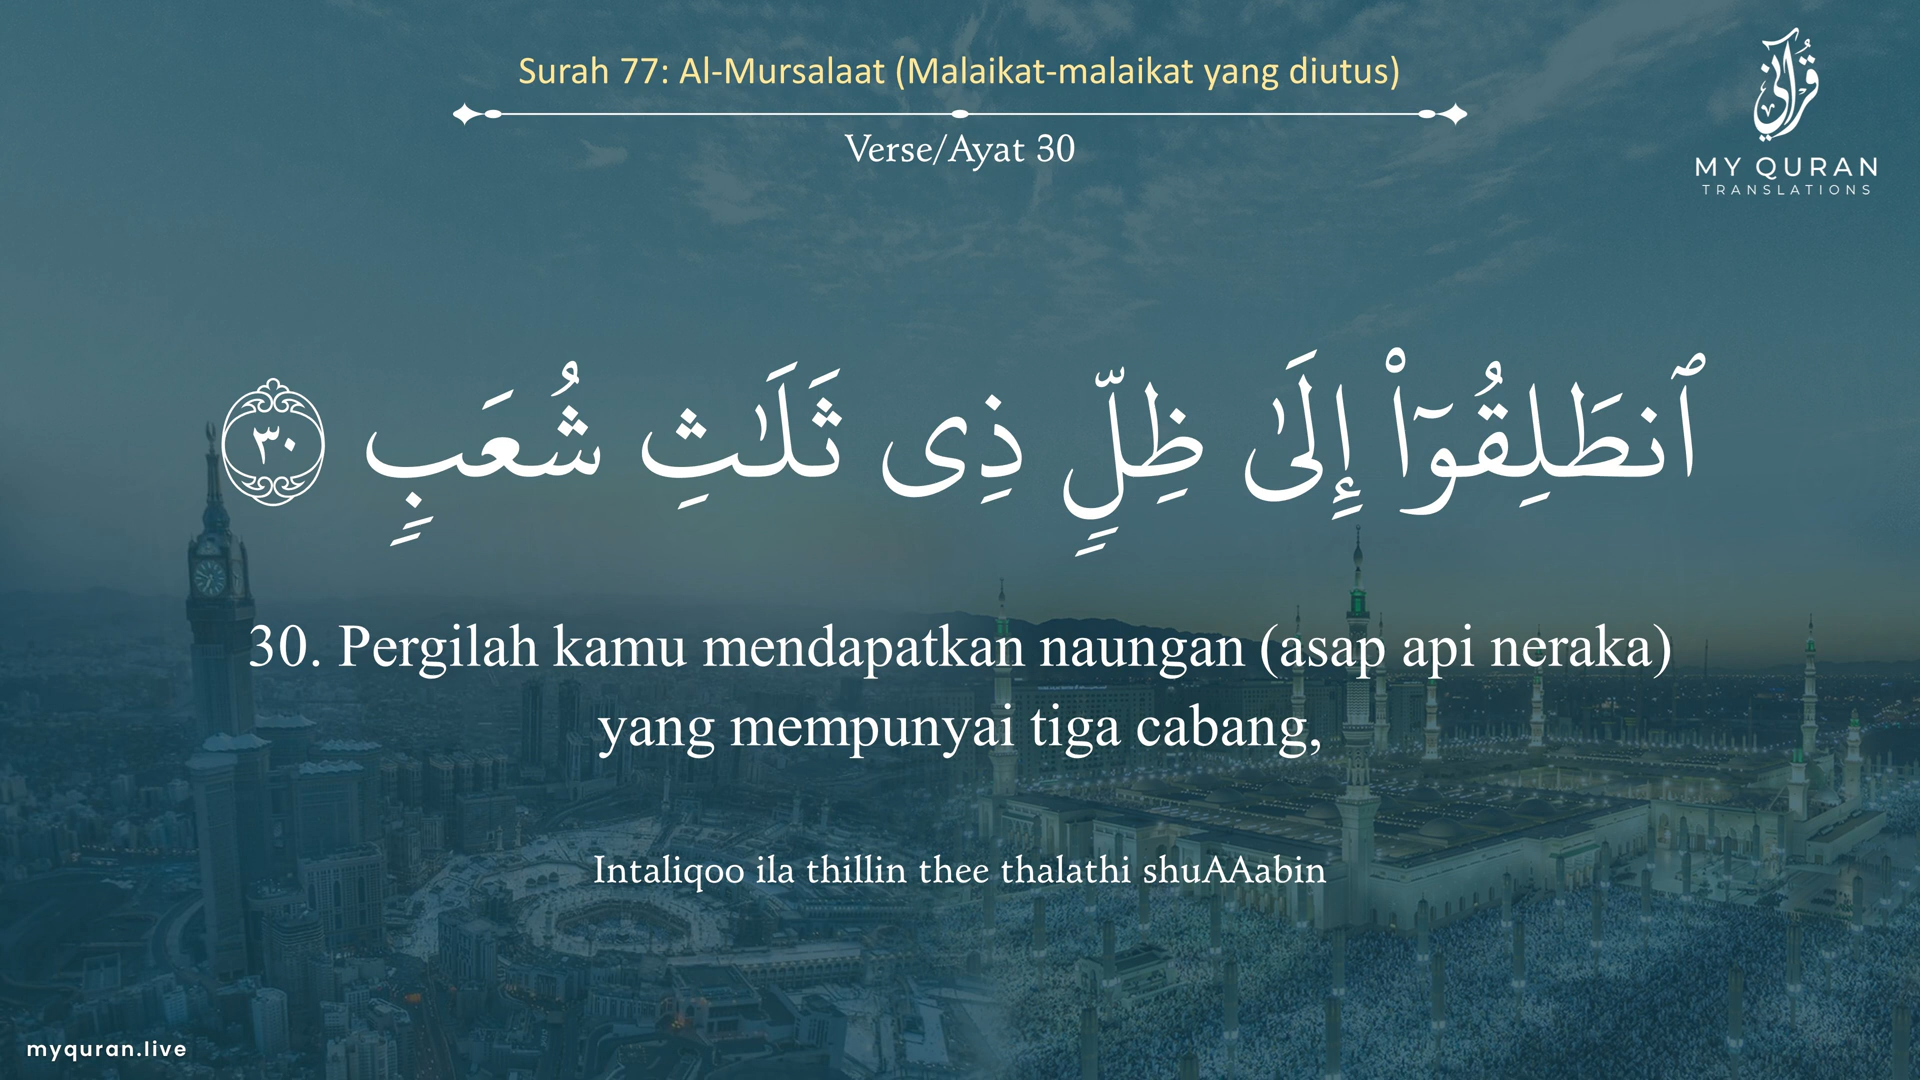 Surah 77: Al-Mursalaat (Malaikat-malaikat yang diutus)
Verse/Ayat 30
قرآني
MY QURAN
TRANSLATIONS
ٱنطَلِقُوٓا۟ إِلَىٰ ظِلٍّ ذِى ثَلَـٰثِ شُعَبٍ ٣٠
30. Pergilah kamu mendapatkan naungan (asap api neraka)
yang mempunyai tiga cabang,
Intaliqoo ila thillin thee thalathi shuAAabin
myquran.live